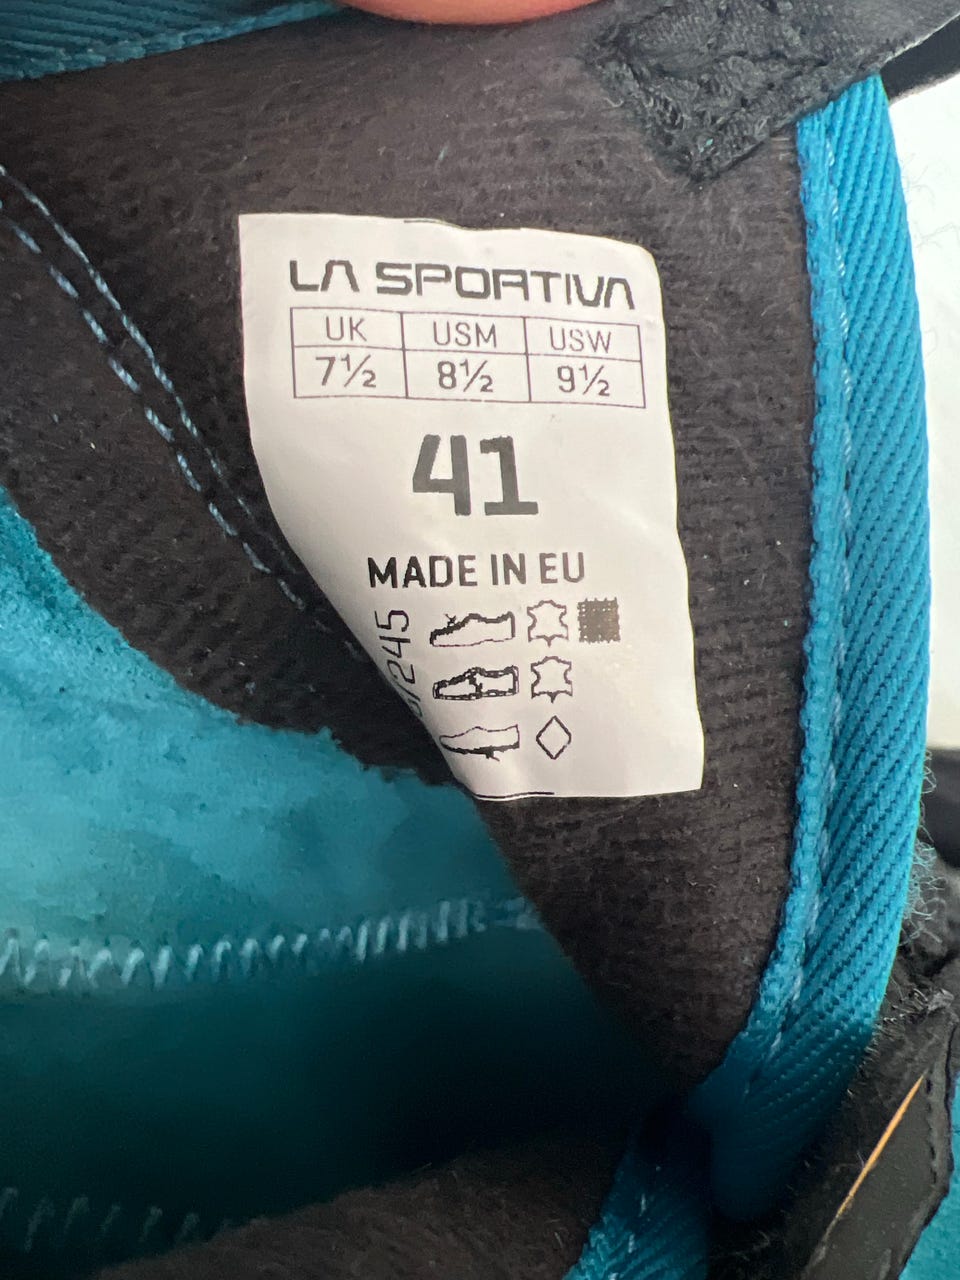 LA SPORTIVA
UK USM USW
7½ 8½ 9½
41
MADE IN EU